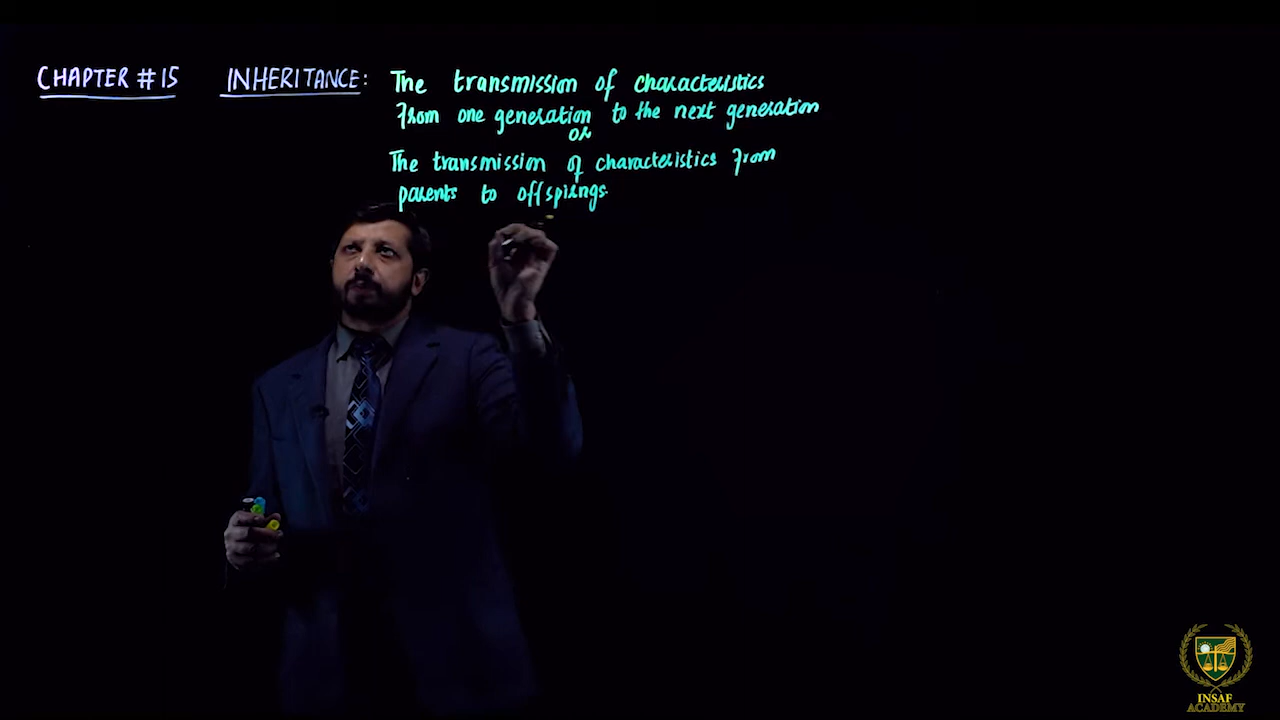 CHAPTER #15 INHERITANCE: The transmission of characteristics
From one generation to the next generation
OR
The transmission of characteristics From
parents to offsprings.
INSAF
ACADEMY